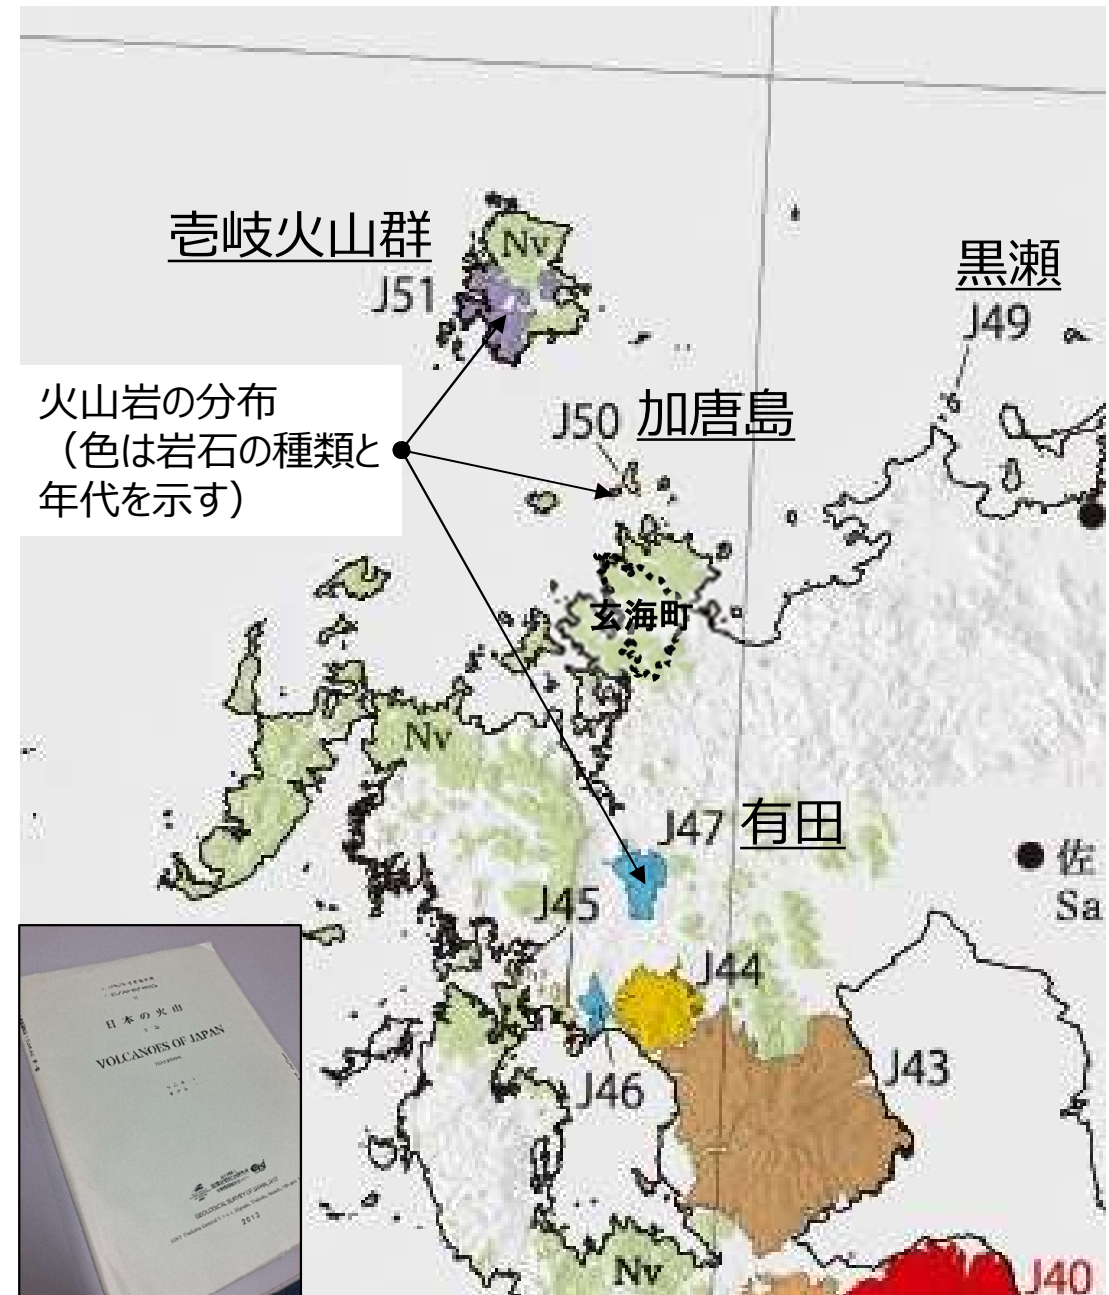 壱岐火山群
Nv
J51
黒瀬
J49
火山岩の分布
（色は岩石の種類と
年代を示す）
J50 加唐島
玄海町
Nv
J47 有田
J45
佐
Sa
J44
J43
J46
Nv
J40
日本の火山
VOLCANOES OF JAPAN
GEOLOGICAL SURVEY OF JAPAN, AIST
2013